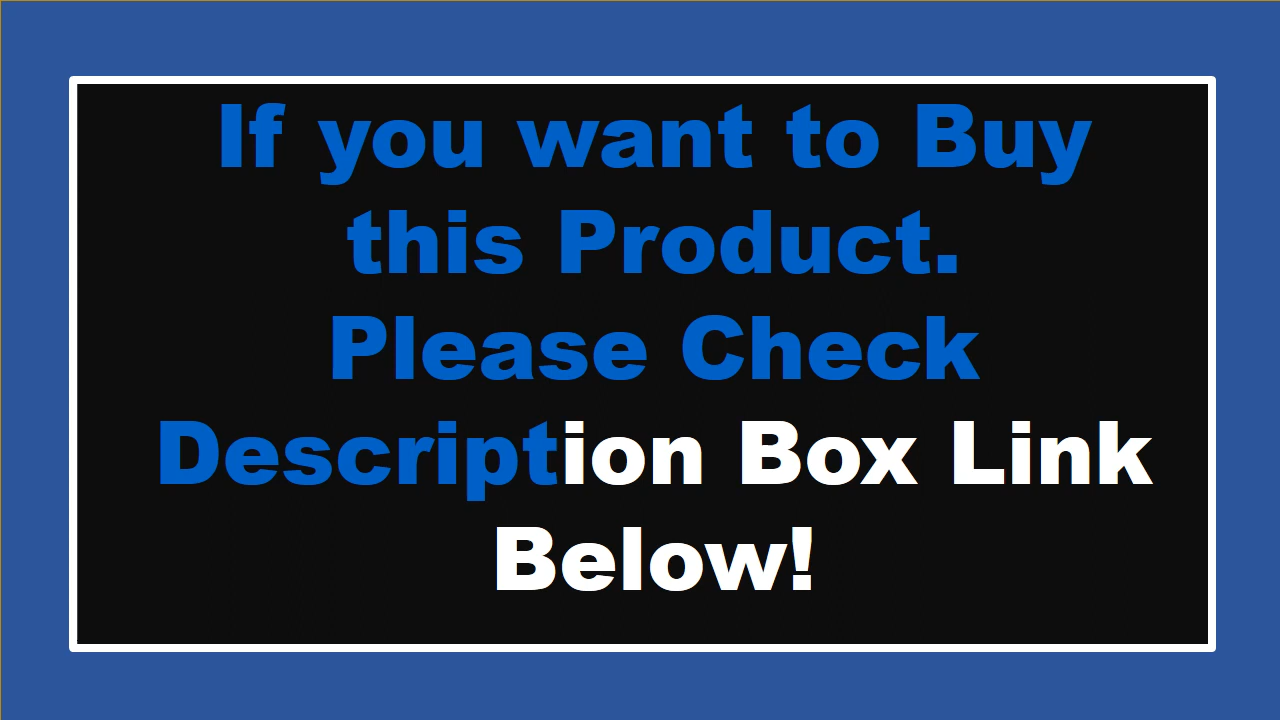 If you want to Buy
this Product.
Please Check
Description Box Link
Below!